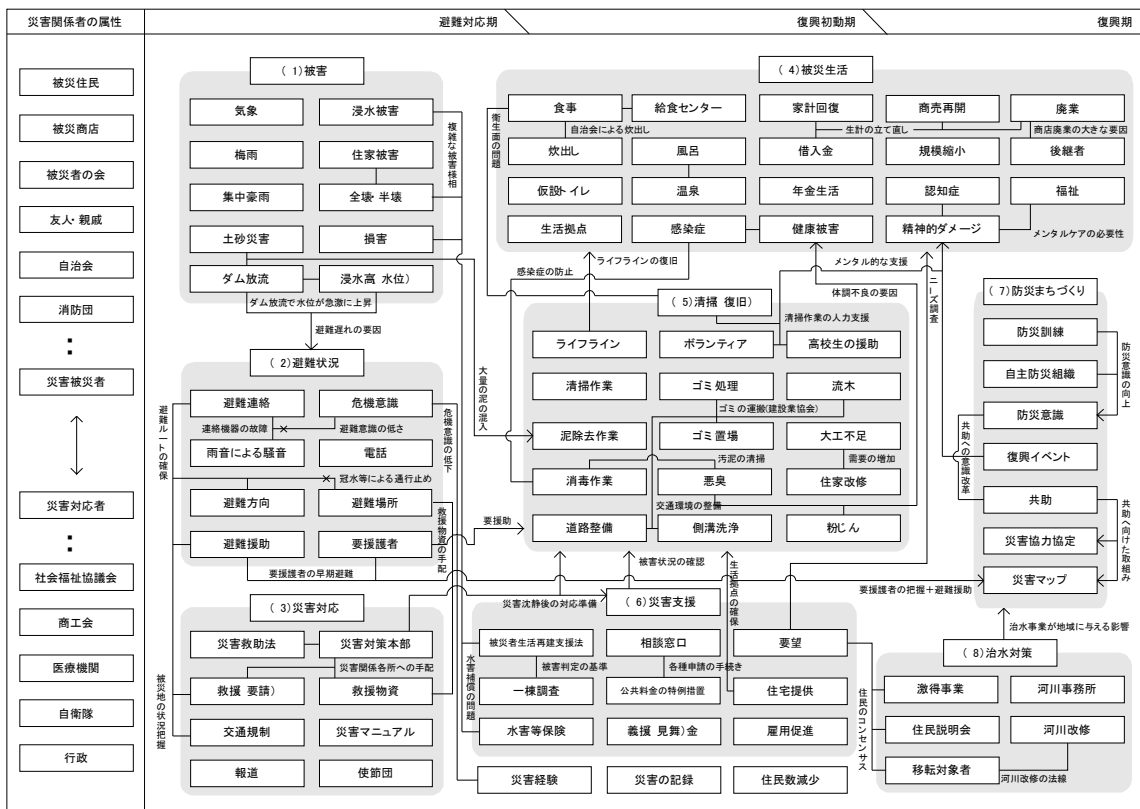 災害関係者の属性
避難対応期
復興初動期
復興期
被災住民
被災商店
被災者の会
友人・親戚
自治会
消防団
：
災害被災者
災害対応者
：
社会福祉協議会
商工会
医療機関
自衛隊
行政
( 1)被害
気象
浸水被害
梅雨
住家被害
集中豪雨
全壊・半壊
土砂災害
損害
ダム放流
浸水高 水位)
複雑な被害様相
ダム放流で水位が急激に上昇
避難遅れの要因
( 2)避難状況
避難連絡
危機意識
連絡機器の故障
避難意識の低さ
雨音による騒音
電話
冠水等による通行止め
避難方向
避難場所
避難援助
要援護者
要援護者の早期避難
避難ルートの確保
危機意識の低下
救援物資の手配
大量の泥の混入
要援助
( 3)災害対応
災害救助法
災害対策本部
災害関係各所への手配
救援 要請)
救援物資
交通規制
災害マニュアル
報道
使節団
被災地の状況把握
( 4)被災生活
食事
給食センター
家計回復
商売再開
廃業
自治会による炊出し
生計の立て直し
商店廃業の大きな要因
炊出し
風呂
借入金
規模縮小
後継者
仮設トイレ
温泉
年金生活
認知症
福祉
生活拠点
感染症
健康被害
精神的ダメージ
メンタルケアの必要性
衛生面の問題
ライフラインの復旧
感染症の防止
メンタル的な支援
体調不良の要因
ニーズ調査
( 5)清掃 復旧)
清掃作業の人力支援
ライフライン
ボランティア
高校生の援助
清掃作業
ゴミ処理
流木
ゴミの運搬(建設業協会)
泥除去作業
ゴミ置場
大工不足
汚泥の清掃
需要の増加
消毒作業
悪臭
住家改修
交通環境の整備
道路整備
側溝洗浄
粉じん
被害状況の確認
災害沈静後の対応準備
生活拠点の確保
( 6)災害支援
被災者生活再建支援法
相談窓口
要望
被害判定の基準
各種申請の手続き
一棟調査
公共料金の特例措置
住宅提供
水害等保険
義援 見舞)金
雇用促進
水害補償の問題
災害経験
災害の記録
住民数減少
( 7)防災まちづくり
防災訓練
自主防災組織
防災意識
復興イベント
共助
災害協力協定
災害マップ
防災意識の向上
共助への意識改革
共助へ向けた取組み
要援護者の把握＋避難援助
治水事業が地域に与える影響
( 8)治水対策
激得事業
河川事務所
住民説明会
河川改修
移転対象者
河川改修の法線
住民のコンセンサス